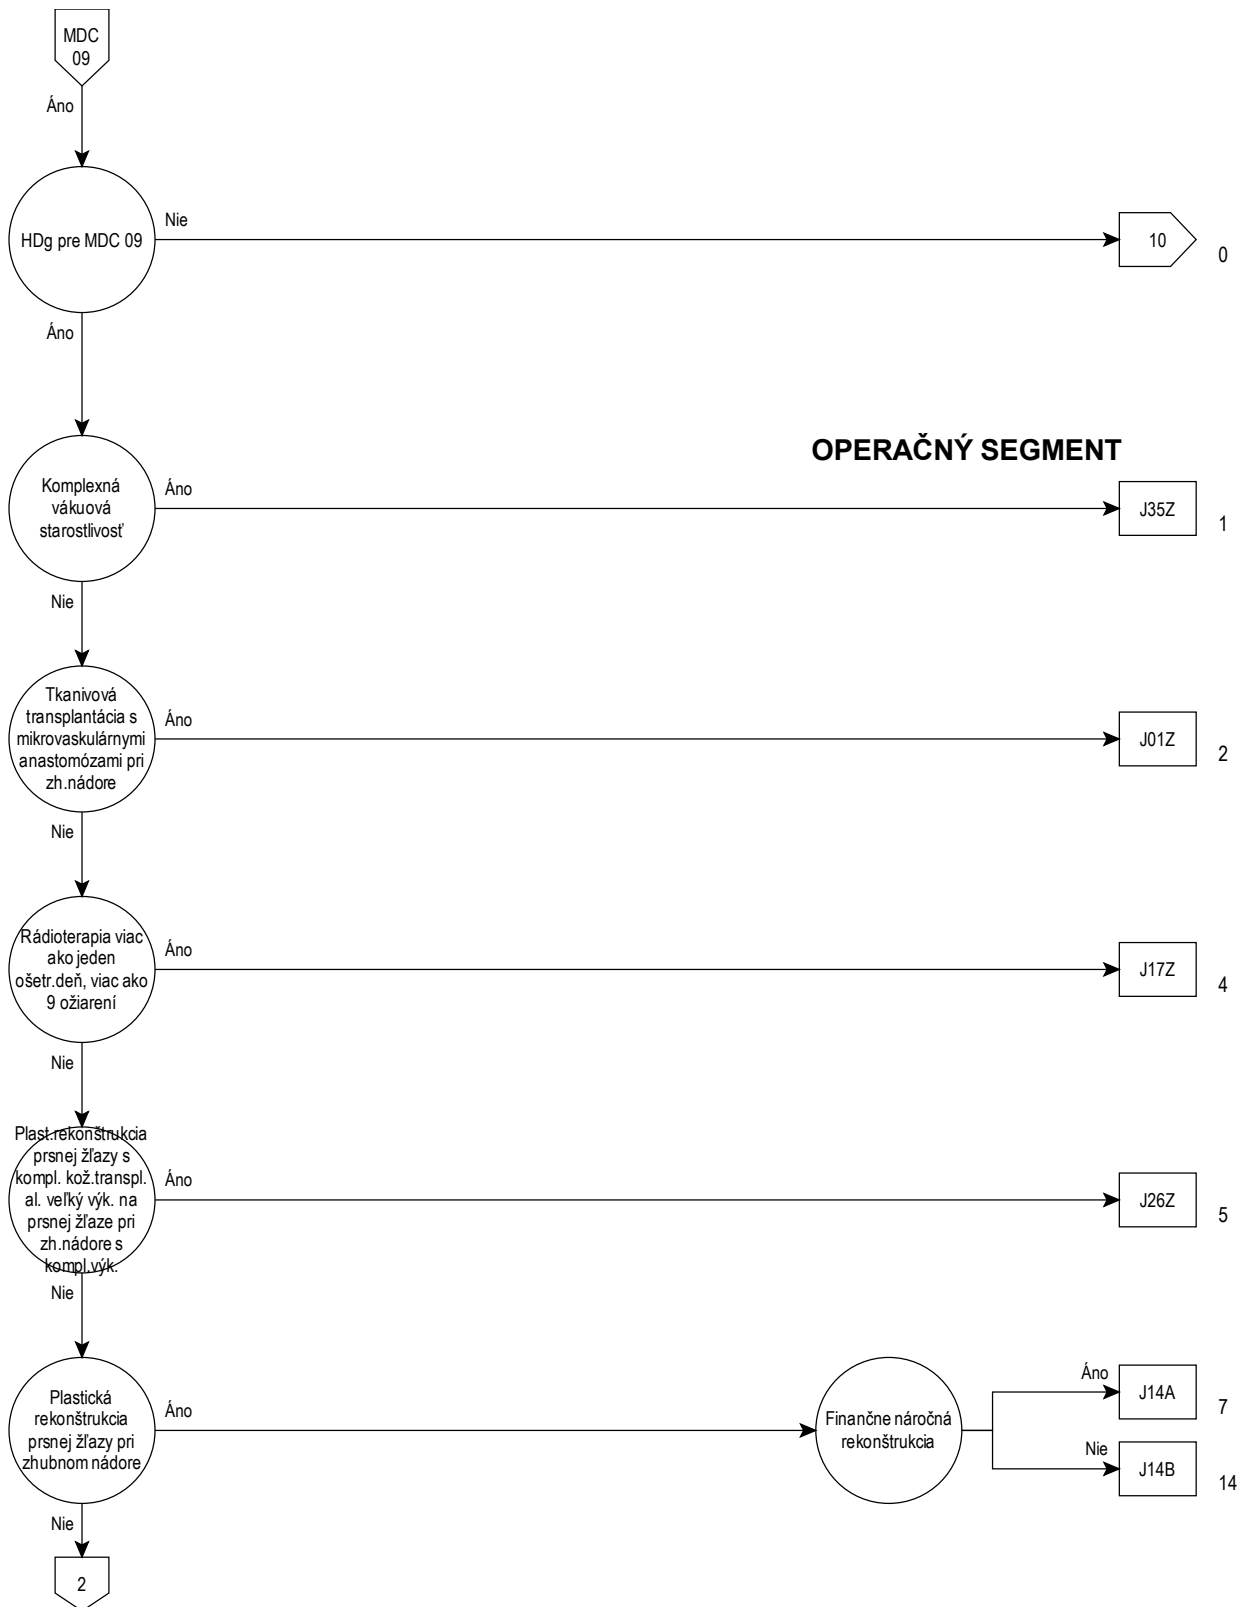 MDC
09
Áno
HDg pre MDC 09
Nie
10
0
Áno
OPERAČNÝ SEGMENT
Komplexná
vákuová
starostlivosť
Áno
J35Z
1
Nie
Tkanivová
transplantácia s
mikrovaskulárnymi
anastomózami pri
zh.nádore
Áno
J01Z
2
Nie
Rádioterapia viac
ako jeden
ošetr.deň, viac ako
9 ožiarení
Áno
J17Z
4
Nie
Plast.rekonštrukcia
prsnej žľazy s
kompl. kož.transpl.
al. veľký výk. na
prsnej žľaze pri
zh.nádore s
kompl.výk.
Áno
J26Z
5
Nie
Plastická
rekonštrukcia
prsnej žľazy pri
zhubnom nádore
Áno
Finančne náročná
rekonštrukcia
Áno
J14A
7
Nie
J14B
14
Nie
2